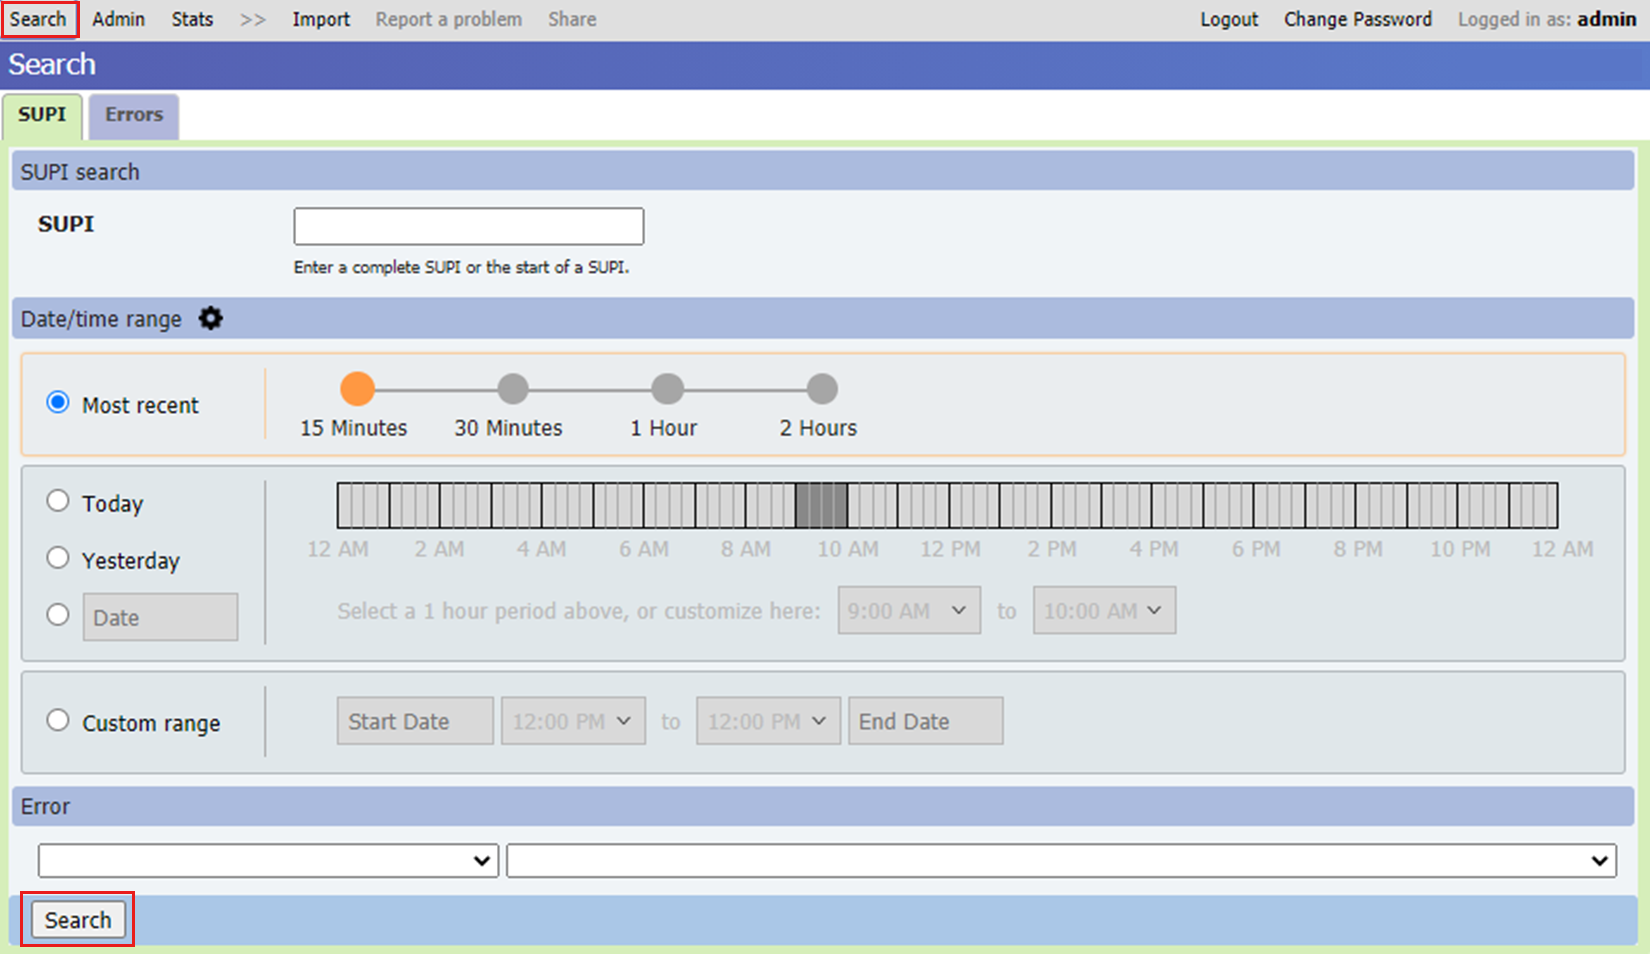 Search Admin Stats >> Import Report a problem Share Logout Change Password Logged in as: admin
Search
SUPI Errors
SUPI search
SUPI
Enter a complete SUPI or the start of a SUPI.
Date/time range
Most recent
15 Minutes 30 Minutes 1 Hour 2 Hours
Today
12 AM 2 AM 4 AM 6 AM 8 AM 10 AM 12 PM 2 PM 4 PM 6 PM 8 PM 10 PM 12 AM
Yesterday
Date
Select a 1 hour period above, or customize here: 9:00 AM to 10:00 AM
Custom range Start Date 12:00 PM to 12:00 PM End Date
Error
Search